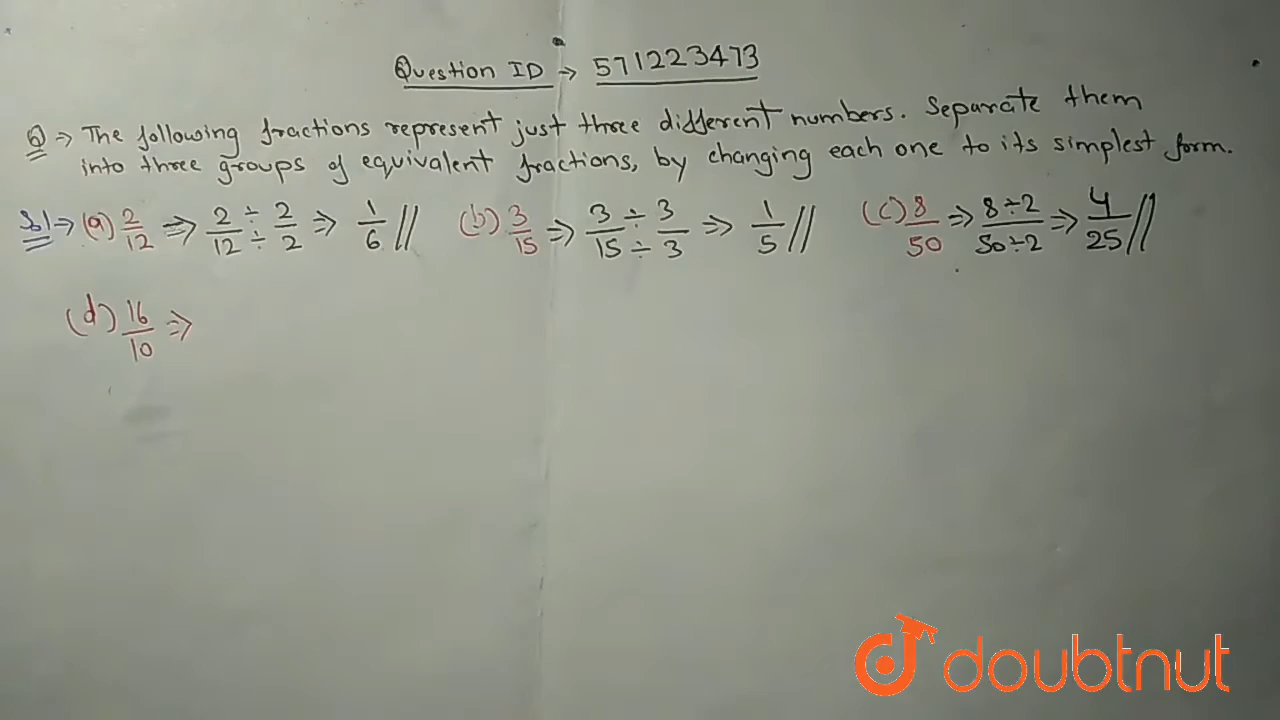 Question ID → 571223473
Q → The following fractions represent just three different numbers. Separate them
into three groups of equivalent fractions, by changing each one to its simplest form.
Sol → (a) 2/12 ⇒ 2 ÷ 2 / 12 ÷ 2 ⇒ 1/6 // (b) 3/15 ⇒ 3 ÷ 3 / 15 ÷ 3 ⇒ 1/5 // (c) 8/50 ⇒ 8÷2 / 50÷2 ⇒ 4/25 //
(d) 16/10 ⇒
doubtnut